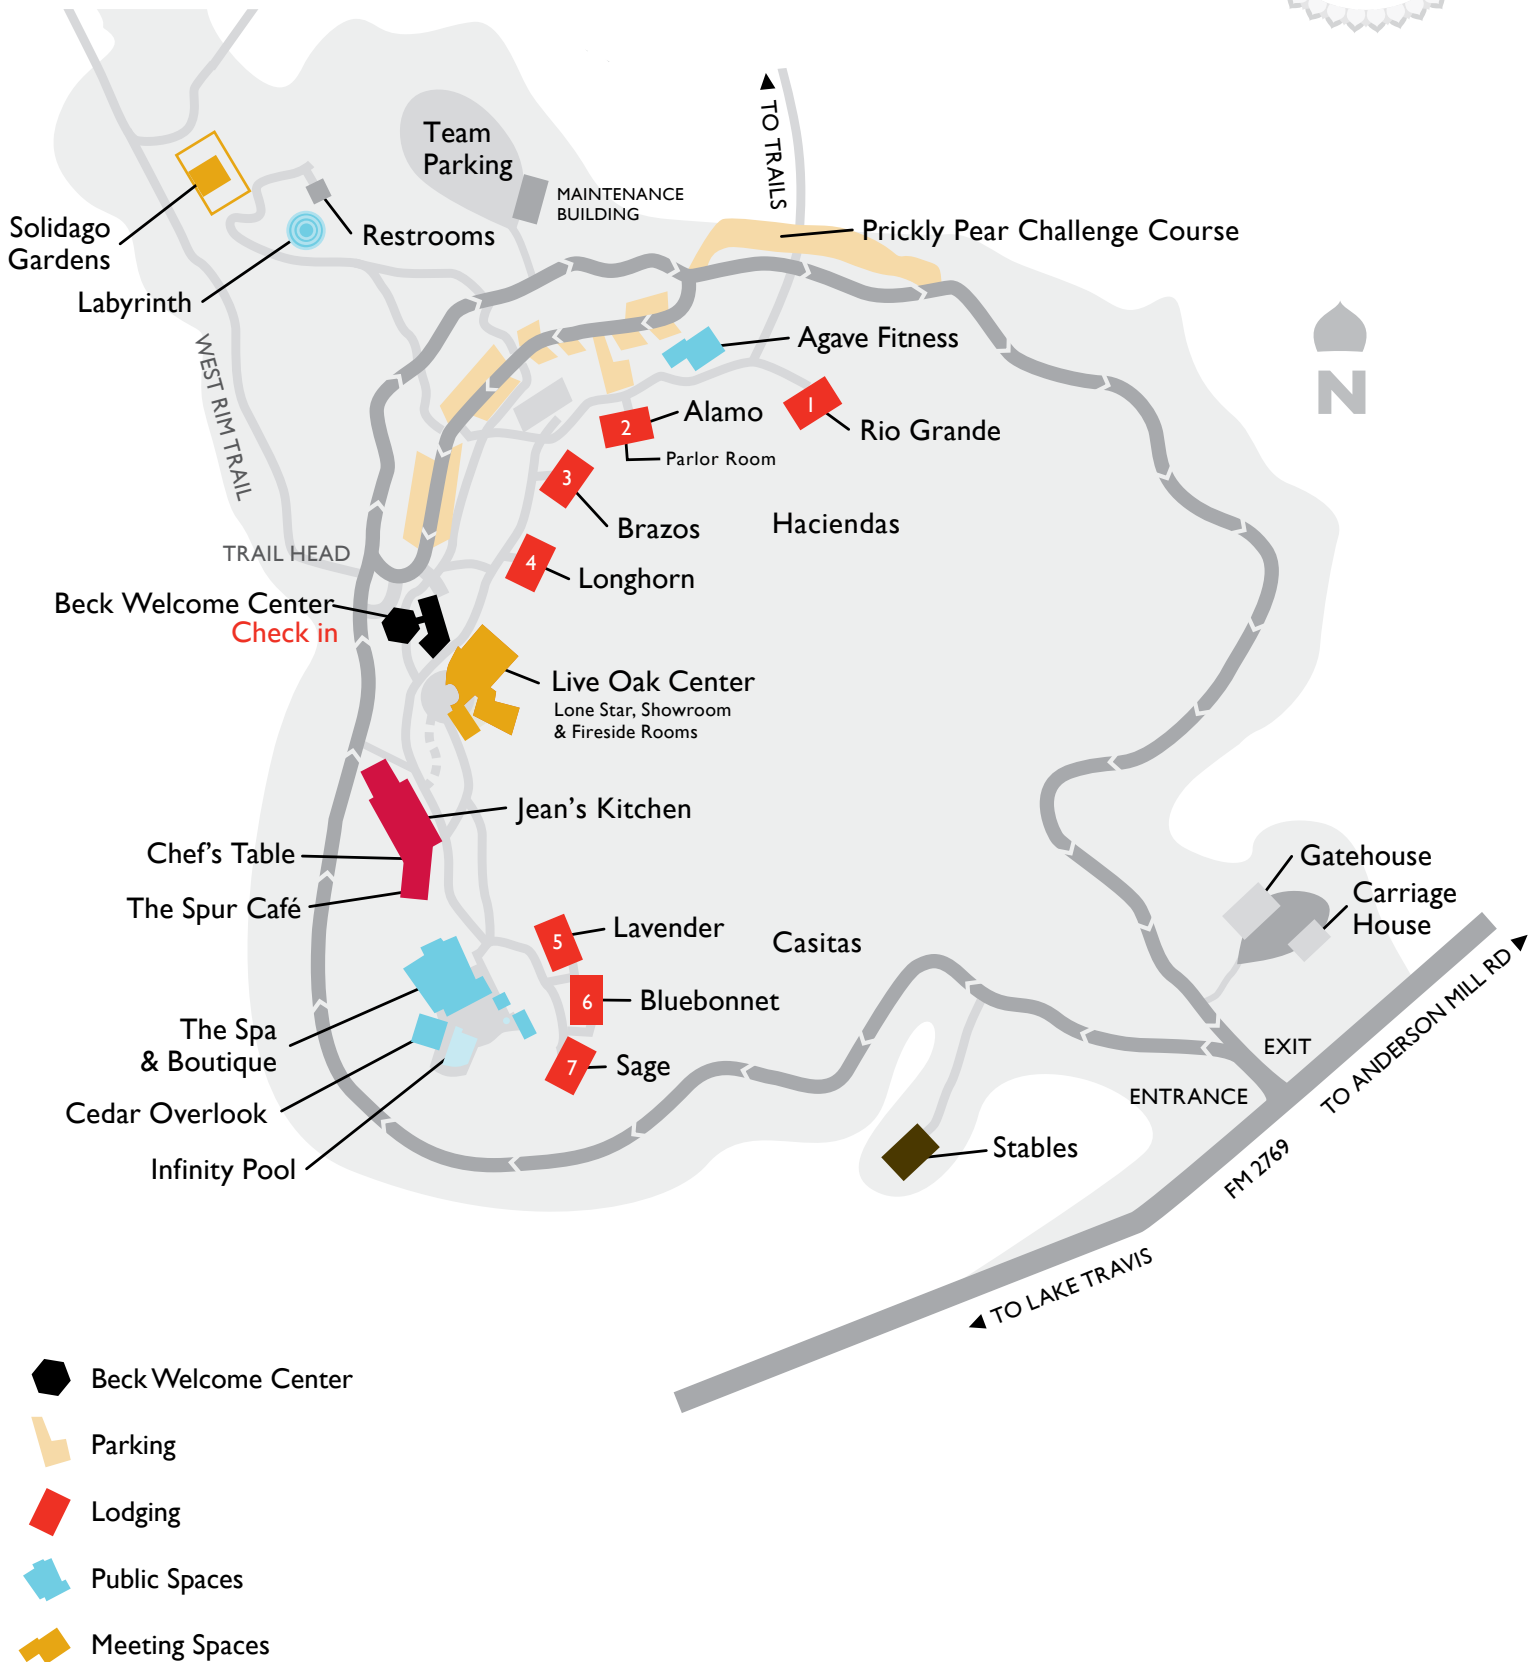 TO TRAILS
Team
Parking
MAINTENANCE
BUILDING
Prickly Pear Challenge Course
Solidago
Gardens
Restrooms
Labyrinth
WEST RIM TRAIL
Agave Fitness
N
1
Rio Grande
2
Alamo
Parlor Room
3
Brazos
Haciendas
4
Longhorn
TRAIL HEAD
Beck Welcome Center
Check in
Live Oak Center
Lone Star, Showroom
& Fireside Rooms
Jean's Kitchen
Chef's Table
The Spur Café
Gatehouse
Carriage
House
5
Lavender
Casitas
6
Bluebonnet
7
Sage
The Spa
& Boutique
Cedar Overlook
Infinity Pool
EXIT
ENTRANCE
TO ANDERSON MILL RD
FM 2769
Stables
TO LAKE TRAVIS
Beck Welcome Center
Parking
Lodging
Public Spaces
Meeting Spaces